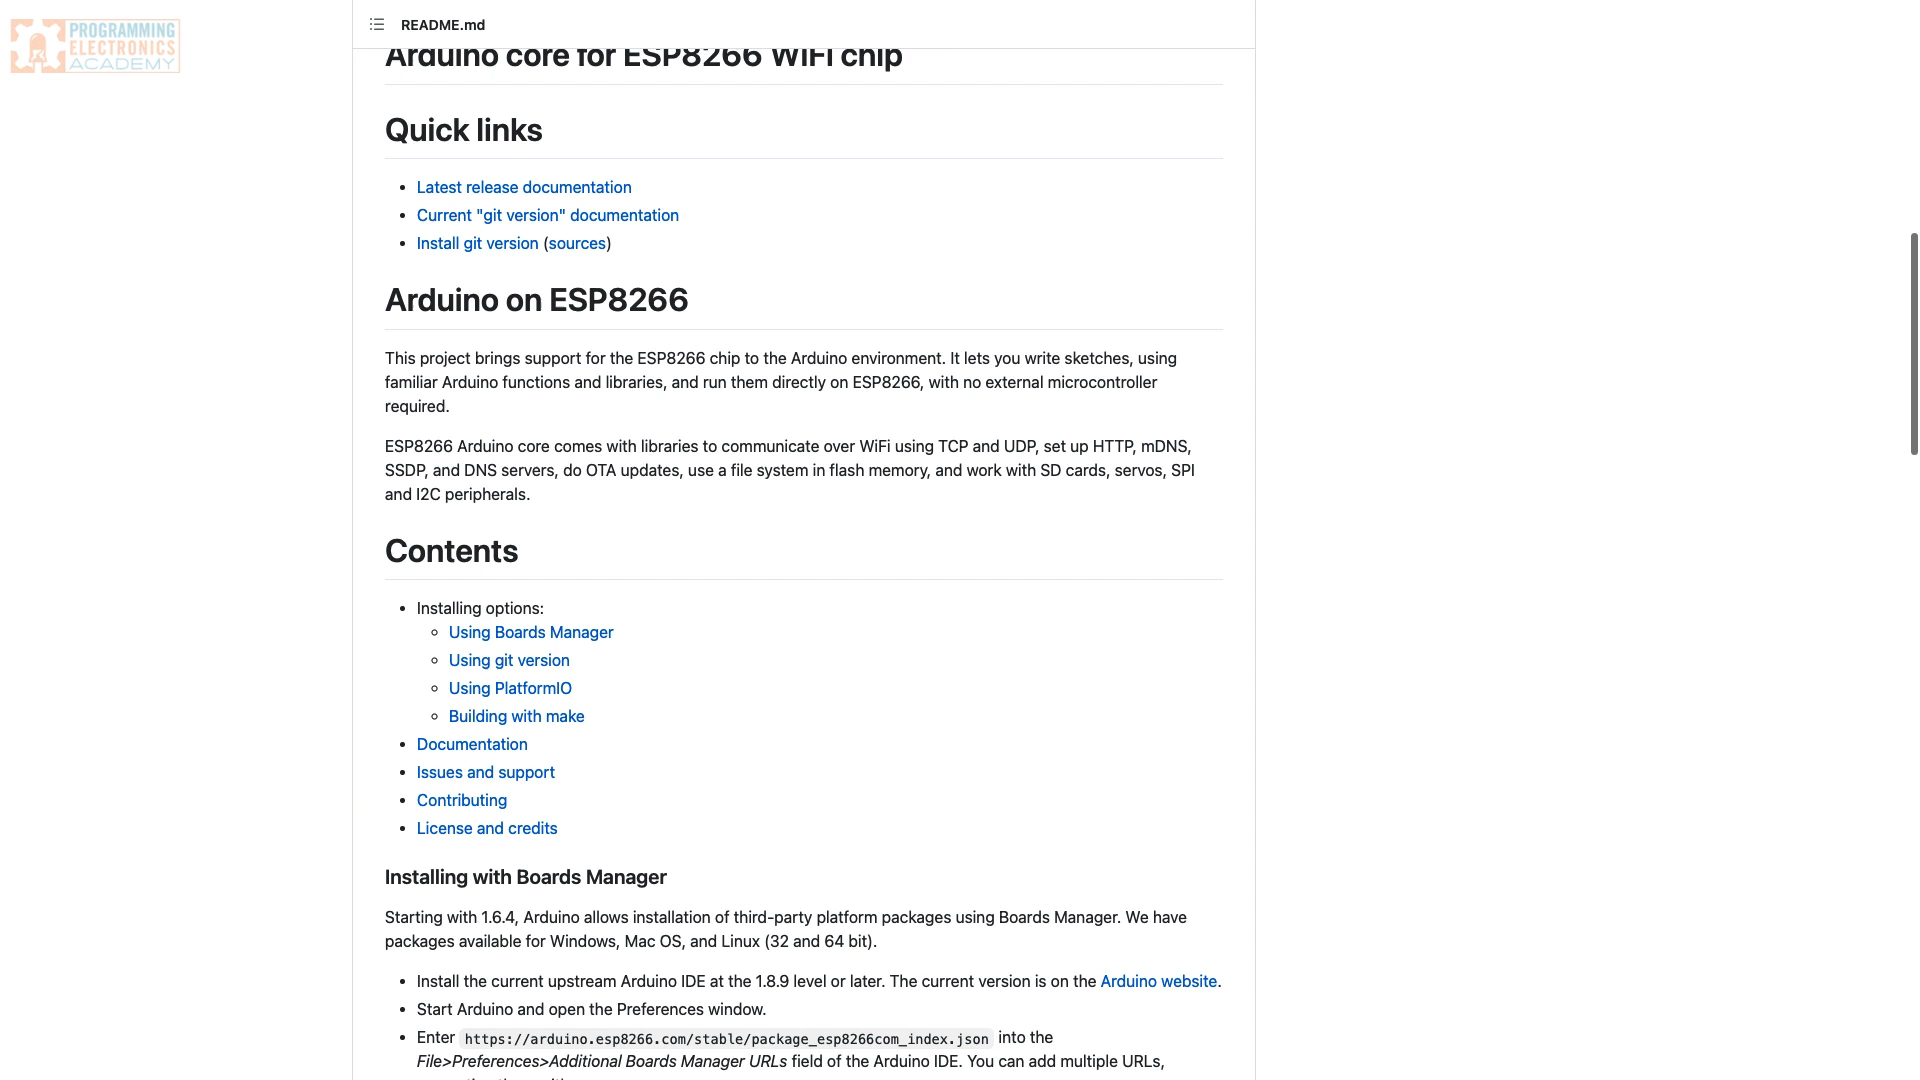 PROGRAMMING
ELECTRONICS
ACADEMY
README.md
Arduino core for ESP8266 WiFi chip
Quick links
Latest release documentation
Current "git version" documentation
Install git version (sources)
Arduino on ESP8266
This project brings support for the ESP8266 chip to the Arduino environment. It lets you write sketches, using
familiar Arduino functions and libraries, and run them directly on ESP8266, with no external microcontroller
required.
ESP8266 Arduino core comes with libraries to communicate over WiFi using TCP and UDP, set up HTTP, mDNS,
SSDP, and DNS servers, do OTA updates, use a file system in flash memory, and work with SD cards, servos, SPI
and I2C peripherals.
Contents
Installing options:
Using Boards Manager
Using git version
Using PlatformIO
Building with make
Documentation
Issues and support
Contributing
License and credits
Installing with Boards Manager
Starting with 1.6.4, Arduino allows installation of third-party platform packages using Boards Manager. We have
packages available for Windows, Mac OS, and Linux (32 and 64 bit).
Install the current upstream Arduino IDE at the 1.8.9 level or later. The current version is on the Arduino website.
Start Arduino and open the Preferences window.
Enter https://arduino.esp8266.com/stable/package_esp8266com_index.json into the
File>Preferences>Additional Boards Manager URLs field of the Arduino IDE. You can add multiple URLs,